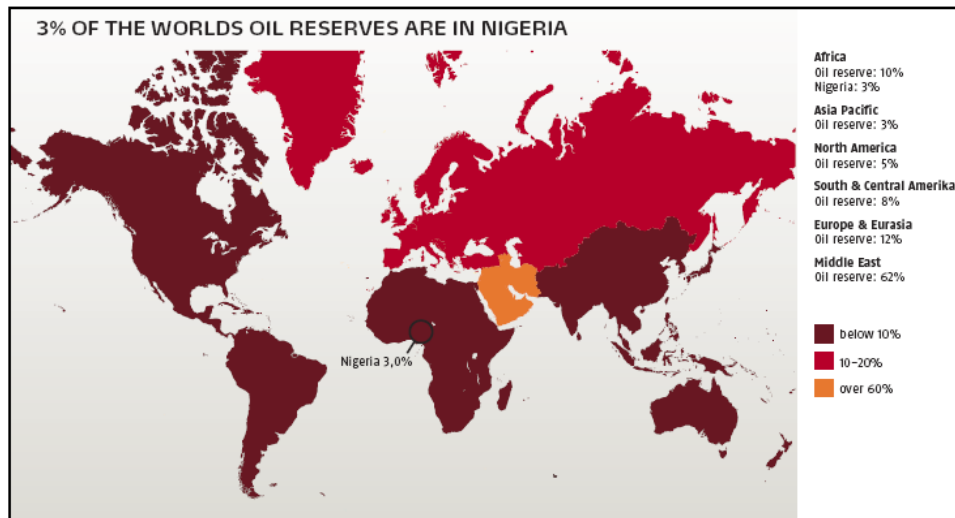 3% OF THE WORLDS OIL RESERVES ARE IN NIGERIA
Africa
Oil reserve: 10%
Nigeria: 3%
Asia Pacific
Oil reserve: 3%
North America
Oil reserve: 5%
South & Central Amerika
Oil reserve: 8%
Europe & Eurasia
Oil reserve: 12%
Middle East
Oil reserve: 62%
Nigeria 3,0%
below 10%
10–20%
over 60%